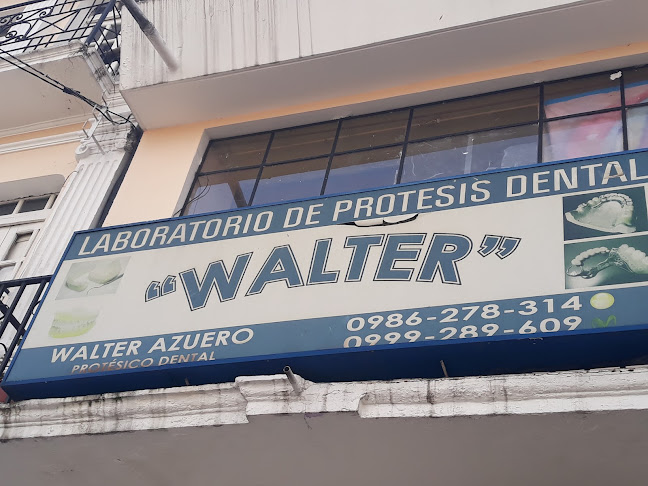 LABORATORIO DE PROTESIS DENTAL
"WALTER"
WALTER AZUERO
PROTÉSICO DENTAL
0986-278-314
0999-289-609